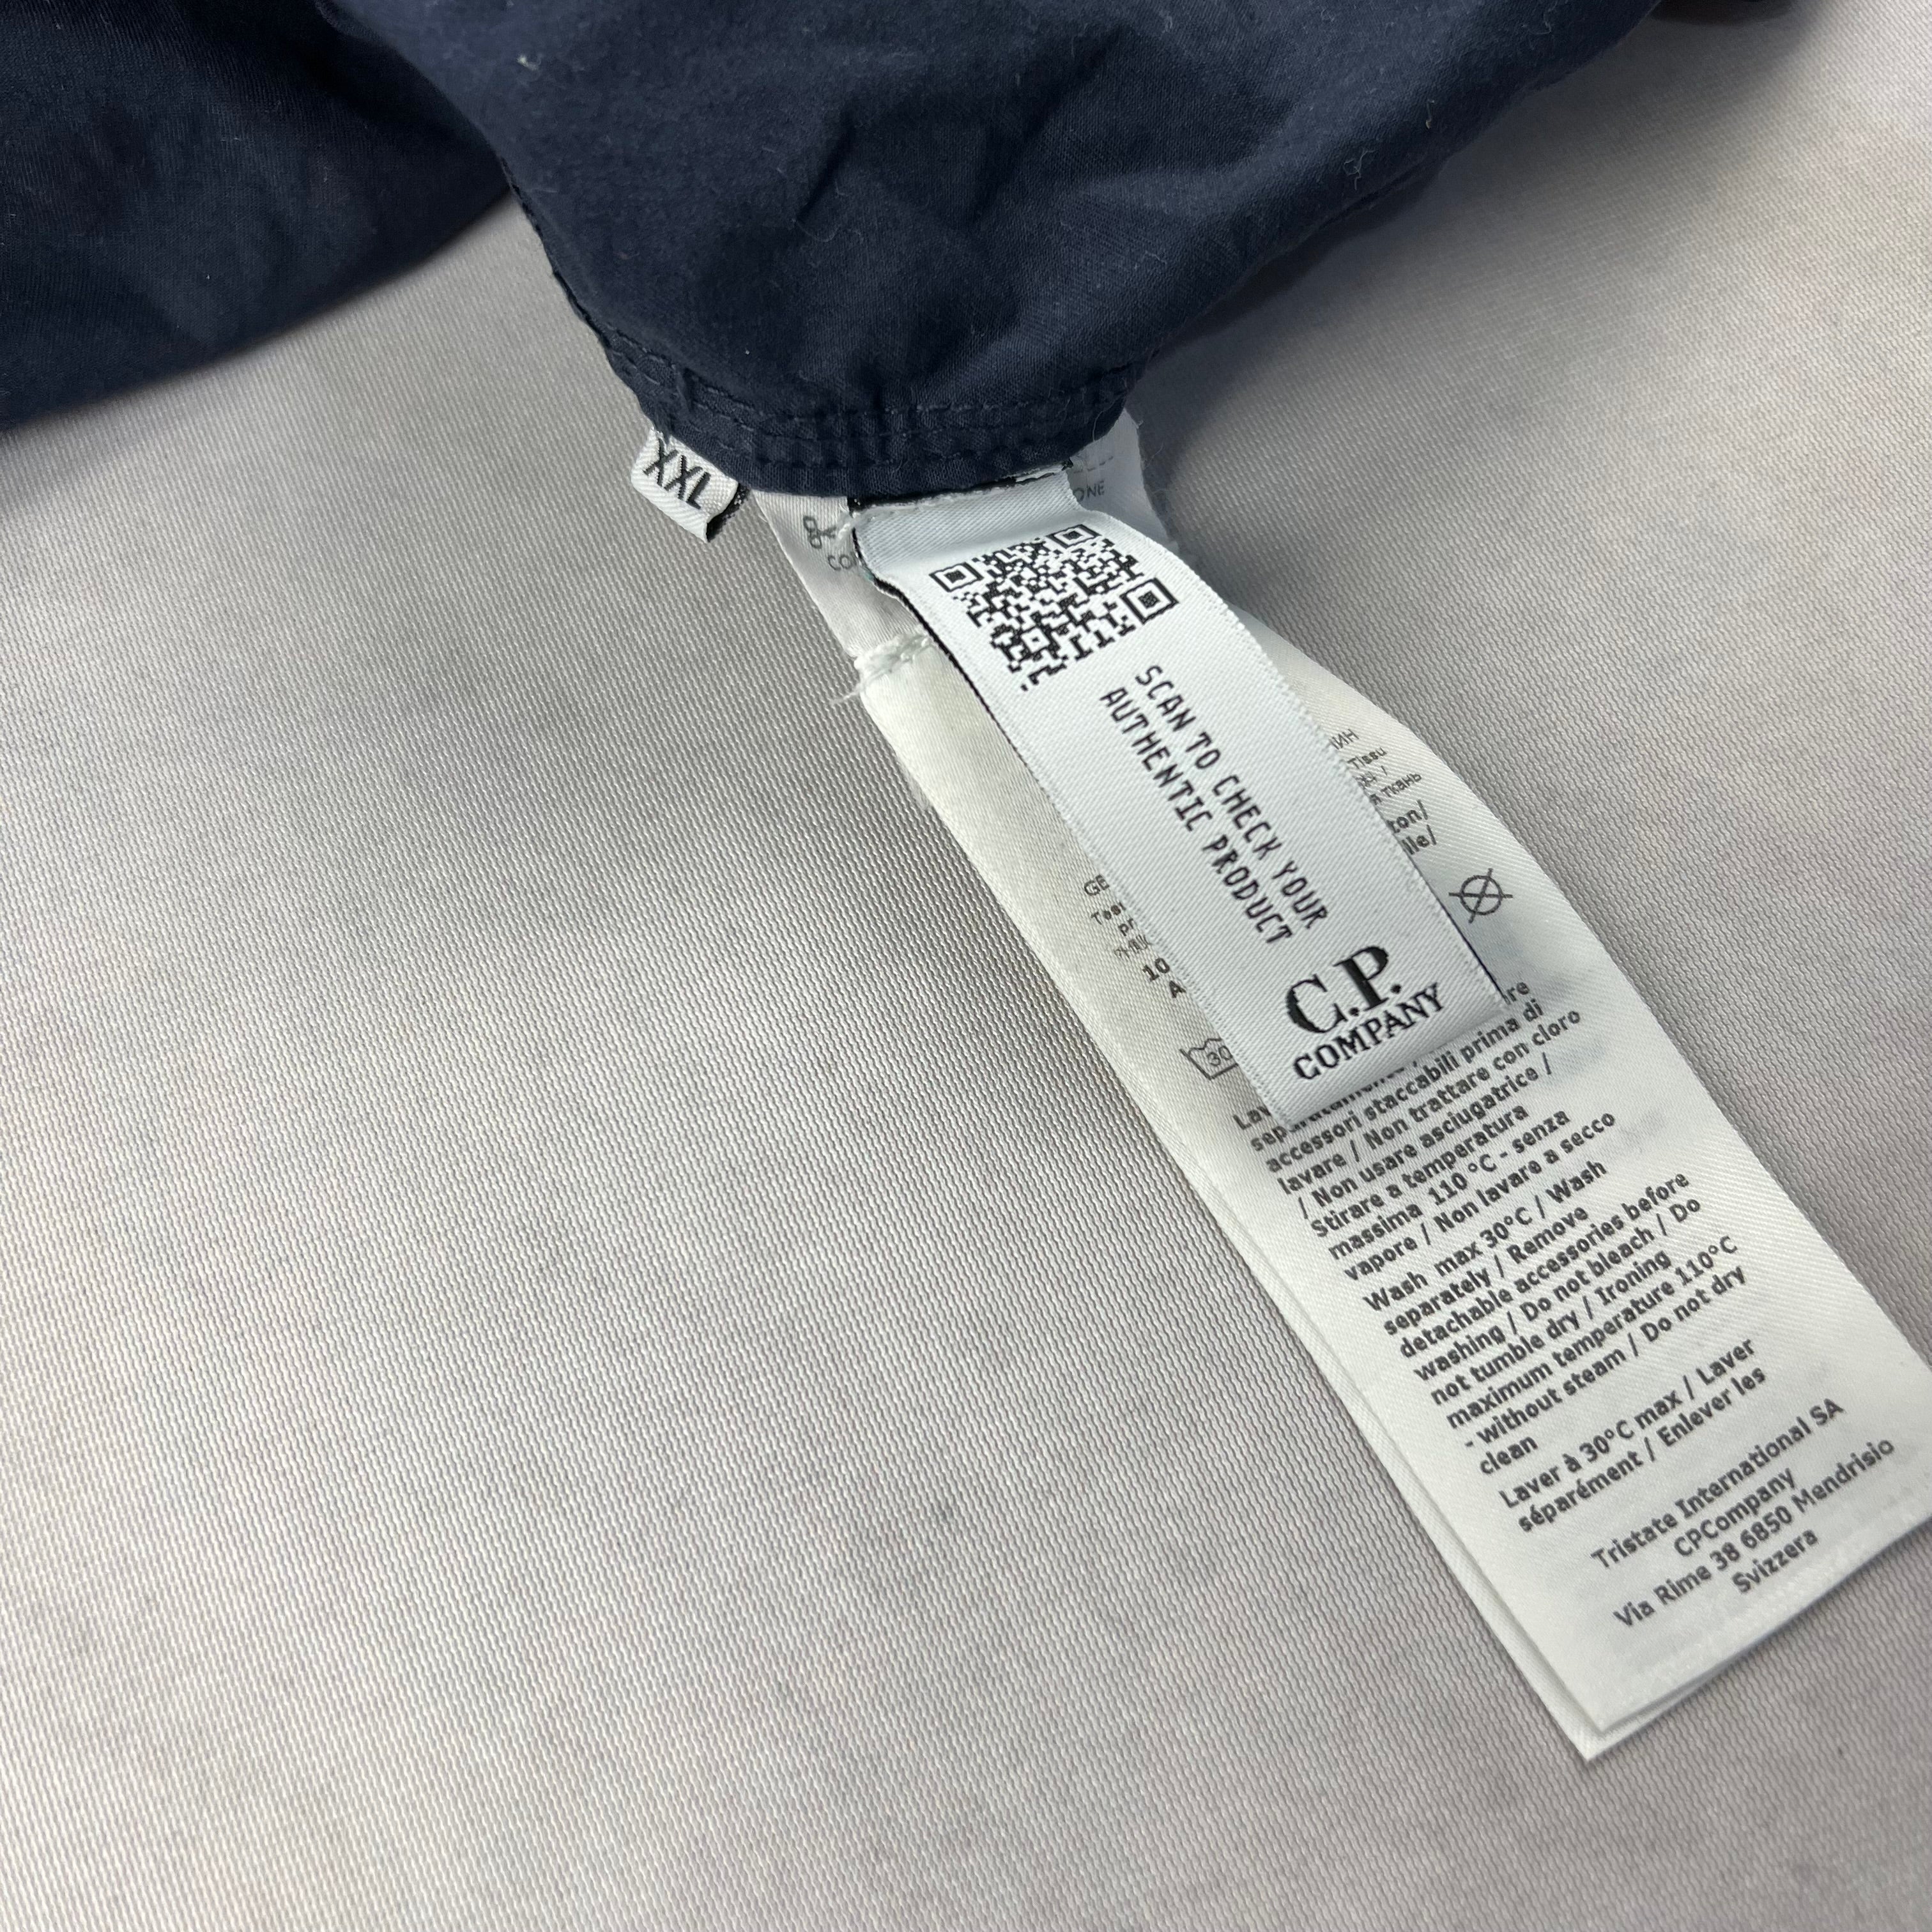 XXL
SCAN TO CHECK YOUR
AUTHENTIC PRODUCT
C.P.
COMPANY
30
accessori staccabili prima di
lavare / Non trattare con cloro
/ Non usare asciugatrice /
Stirare a temperatura
massima 110°C - senza
vapore / Non lavare a secco
Wash max 30°C / Wash
separately / Remove
detachable accessories before
washing / Do not bleach / Do
not tumble dry / Ironing
maximum temperature 110°C
- without steam / Do not dry
clean
Laver à 30°C max / Laver
séparément / Enlever les
Tristate International SA
CPCompany
Via Rime 38 6850 Mendrisio
Svizzera